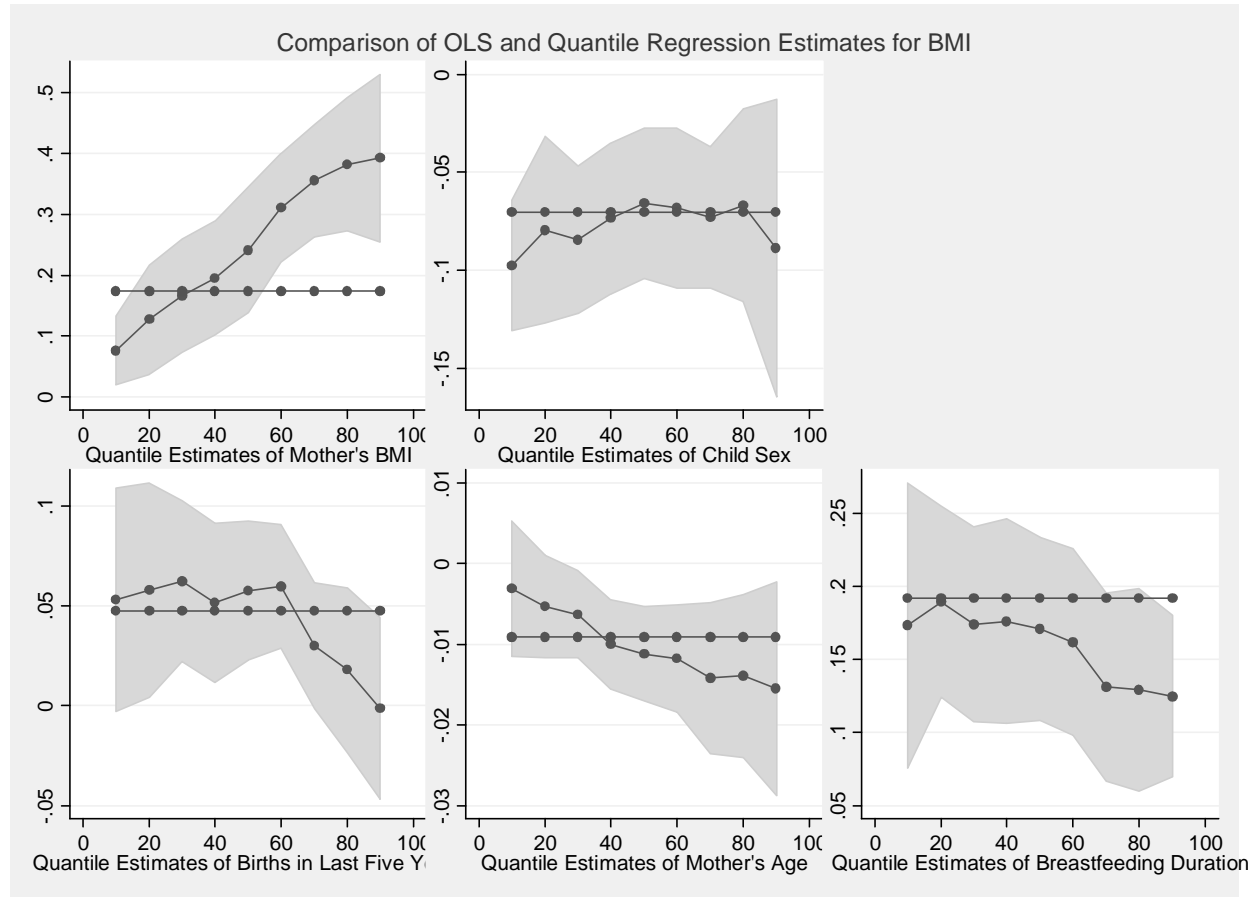 Comparison of OLS and Quantile Regression Estimates for BMI
.5
.4
.3
.2
.1
0
0 20 40 60 80 100
Quantile Estimates of Mother's BMI
0
-.05
-.1
-.15
0 20 40 60 80 100
Quantile Estimates of Child Sex
.1
.05
0
-.05
0 20 40 60 80 100
Quantile Estimates of Births in Last Five Y
.01
0
-.01
-.02
-.03
0 20 40 60 80 100
Quantile Estimates of Mother's Age
.25
.2
.15
.1
.05
0 20 40 60 80 100
Quantile Estimates of Breastfeeding Duration